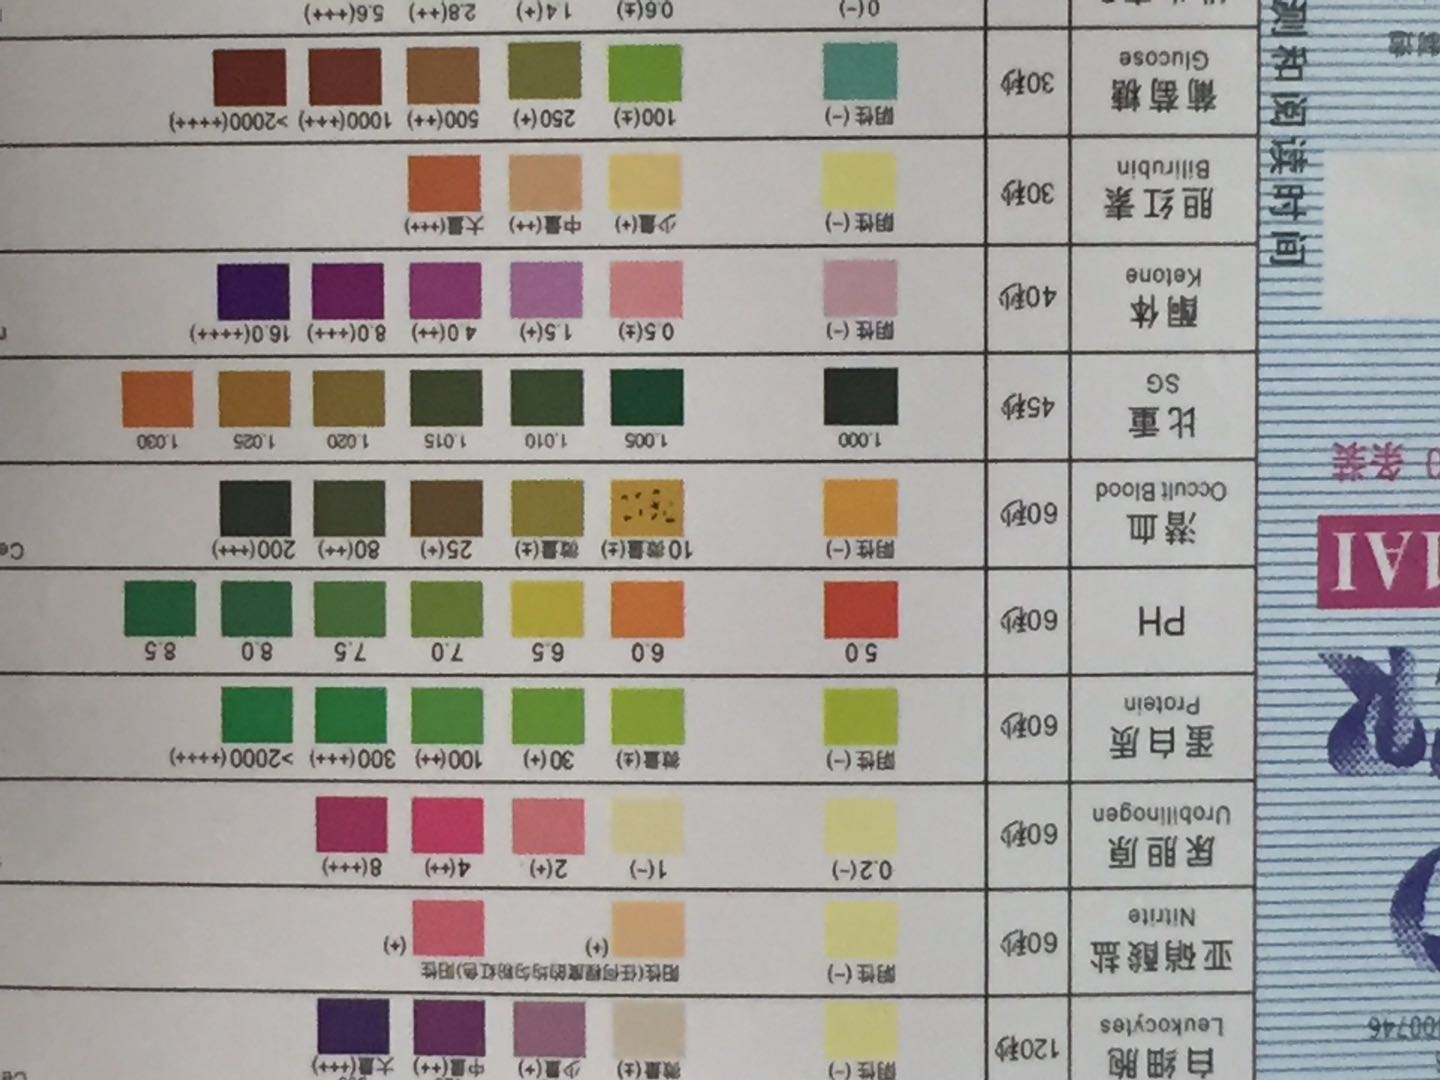 00746
1AI
0 条装
测和阅读时间
制造
白细胞
Leukocytes
120秒
阴性(−) 微量(±) 少量(+) 中量(++) 大量(+++)
亚硝酸盐
Nitrite
60秒
阴性(−) 阳性(任何程度的均匀粉红色)阳性
(+) (+)
尿胆原
Urobilinogen
60秒
0.2(−) 1(−) 2(+) 4(++) 8(+++)
蛋白质
Protein
60秒
阴性(−) 微量(±) 30(+) 100(++) 300(+++) >2000(++++)
PH
60秒
5.0 6.0 6.5 7.0 7.5 8.0 8.5
潜血
Occult Blood
60秒
阴性(−) 10微量(±) 微量(±) 25(+) 80(++) 200(+++)
比重
SG
45秒
1.000 1.005 1.010 1.015 1.020 1.025 1.030
酮体
Ketone
40秒
阴性(−) 0.5(±) 1.5(+) 4.0(++) 8.0(+++) 16.0(++++)
胆红素
Bilirubin
30秒
阴性(−) 少量(+) 中量(++) 大量(+++)
葡萄糖
Glucose
30秒
阴性(−) 100(±) 250(+) 500(++) 1000(+++) >2000(++++)
0(−) 0.6(±) 1.4(+) 2.8(++) 5.6(+++)